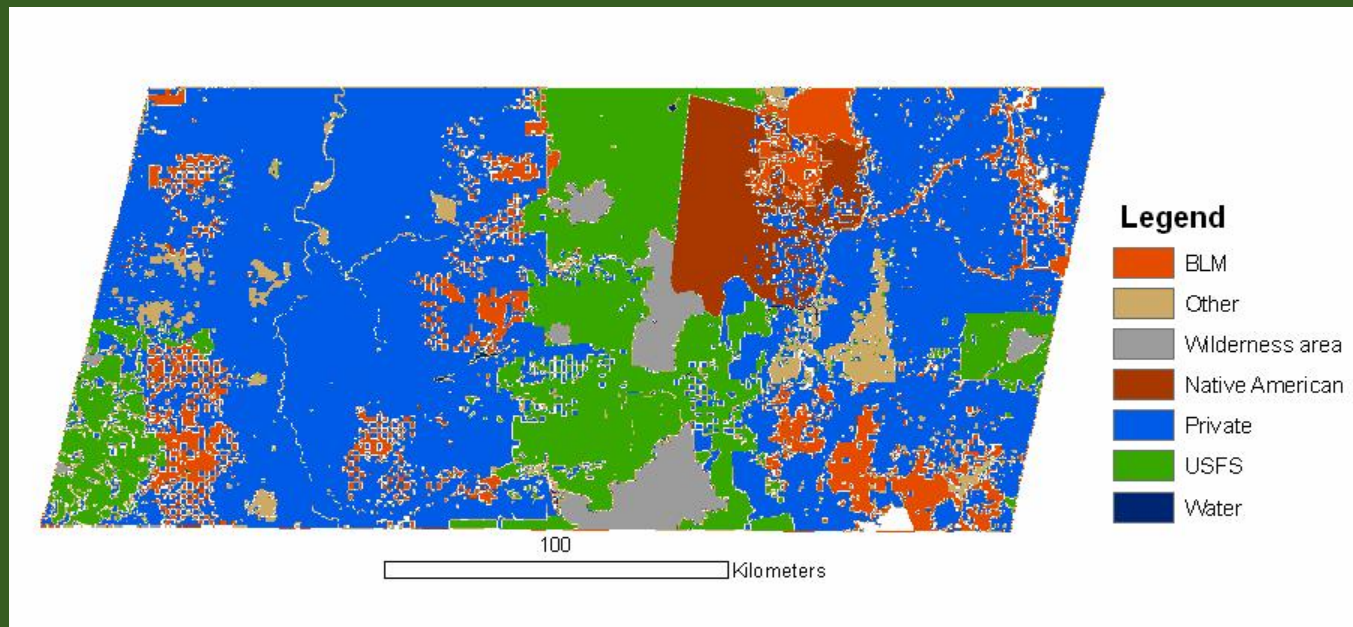 Legend
BLM
Other
Wilderness area
Native American
Private
USFS
Water
100
Kilometers